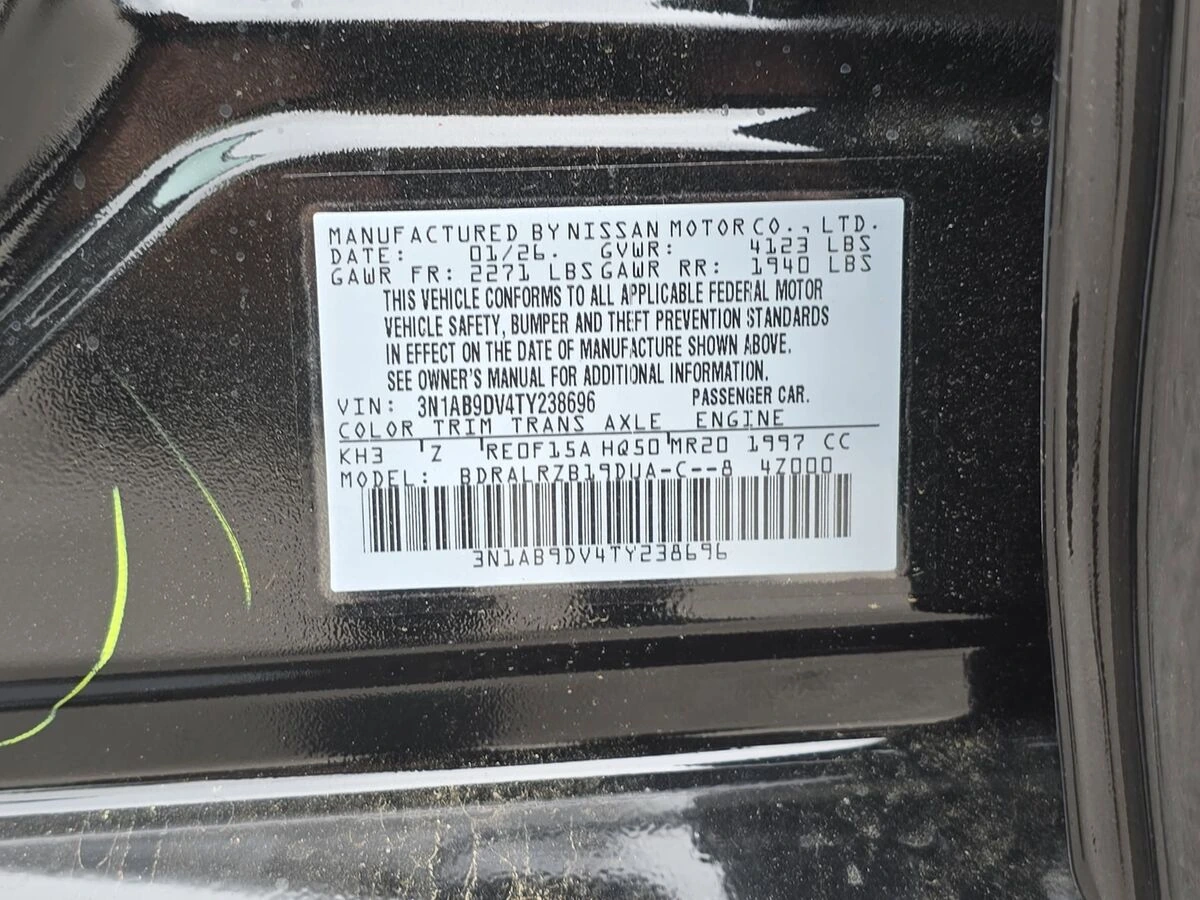 MANUFACTURED BY NISSAN MOTOR CO., LTD.
DATE: 01/26. GVWR: 4123 LBS
GAWR FR: 2271 LBS GAWR RR: 1940 LBS
THIS VEHICLE CONFORMS TO ALL APPLICABLE FEDERAL MOTOR
VEHICLE SAFETY, BUMPER AND THEFT PREVENTION STANDARDS
IN EFFECT ON THE DATE OF MANUFACTURE SHOWN ABOVE.
SEE OWNER'S MANUAL FOR ADDITIONAL INFORMATION.
VIN: 3N1AB9DV4TY238696 PASSENGER CAR.
COLOR TRIM TRANS AXLE ENGINE
KH3 Z RE0F15A HQ50 MR20 1997 CC
MODEL: BDRALRZB19DUA-C--8 4Z000
3N1AB9DV4TY238696